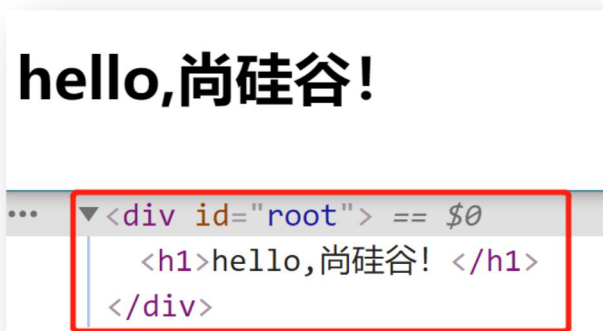 hello,尚硅谷!
••• ▼<div id="root"> == $0
<h1>hello,尚硅谷! </h1>
</div>